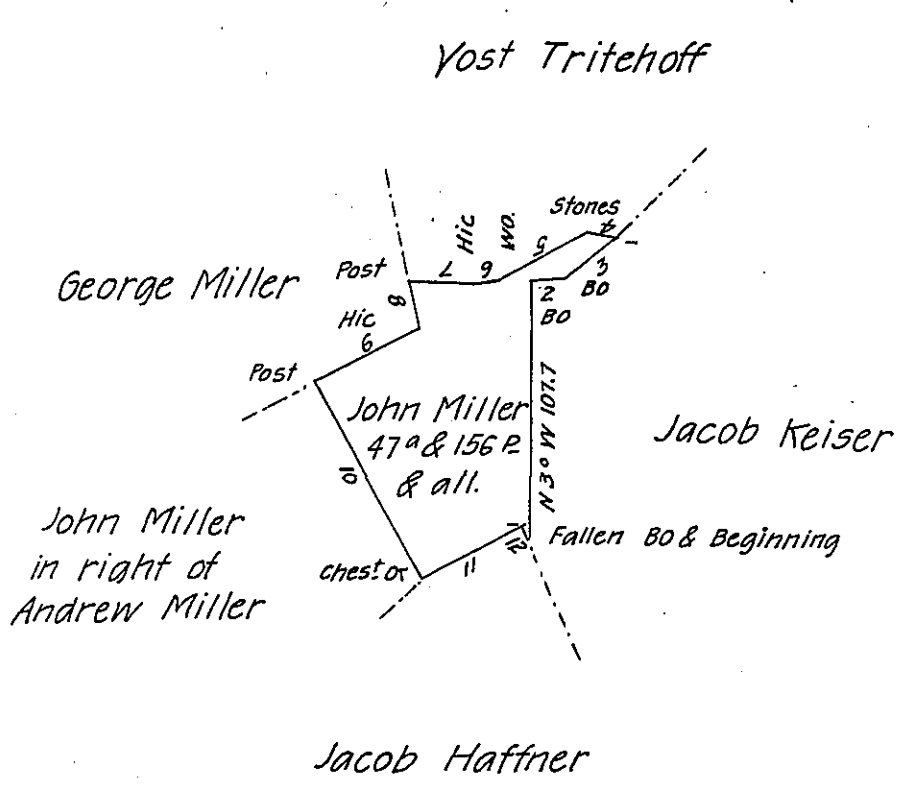 Yost Tritehoff
Stones
4
Hic
Wo.
5
3
BO
7
6
2
BO
Post
George Miller
8
Hic
9
Post
John Miller
47a & 156 P
& all.
N 3° W 107.7
Jacob Keiser
10
John Miller
in right of
Andrew Miller
Fallen BO & Beginning
12
11
Chest or
Jacob Haffner